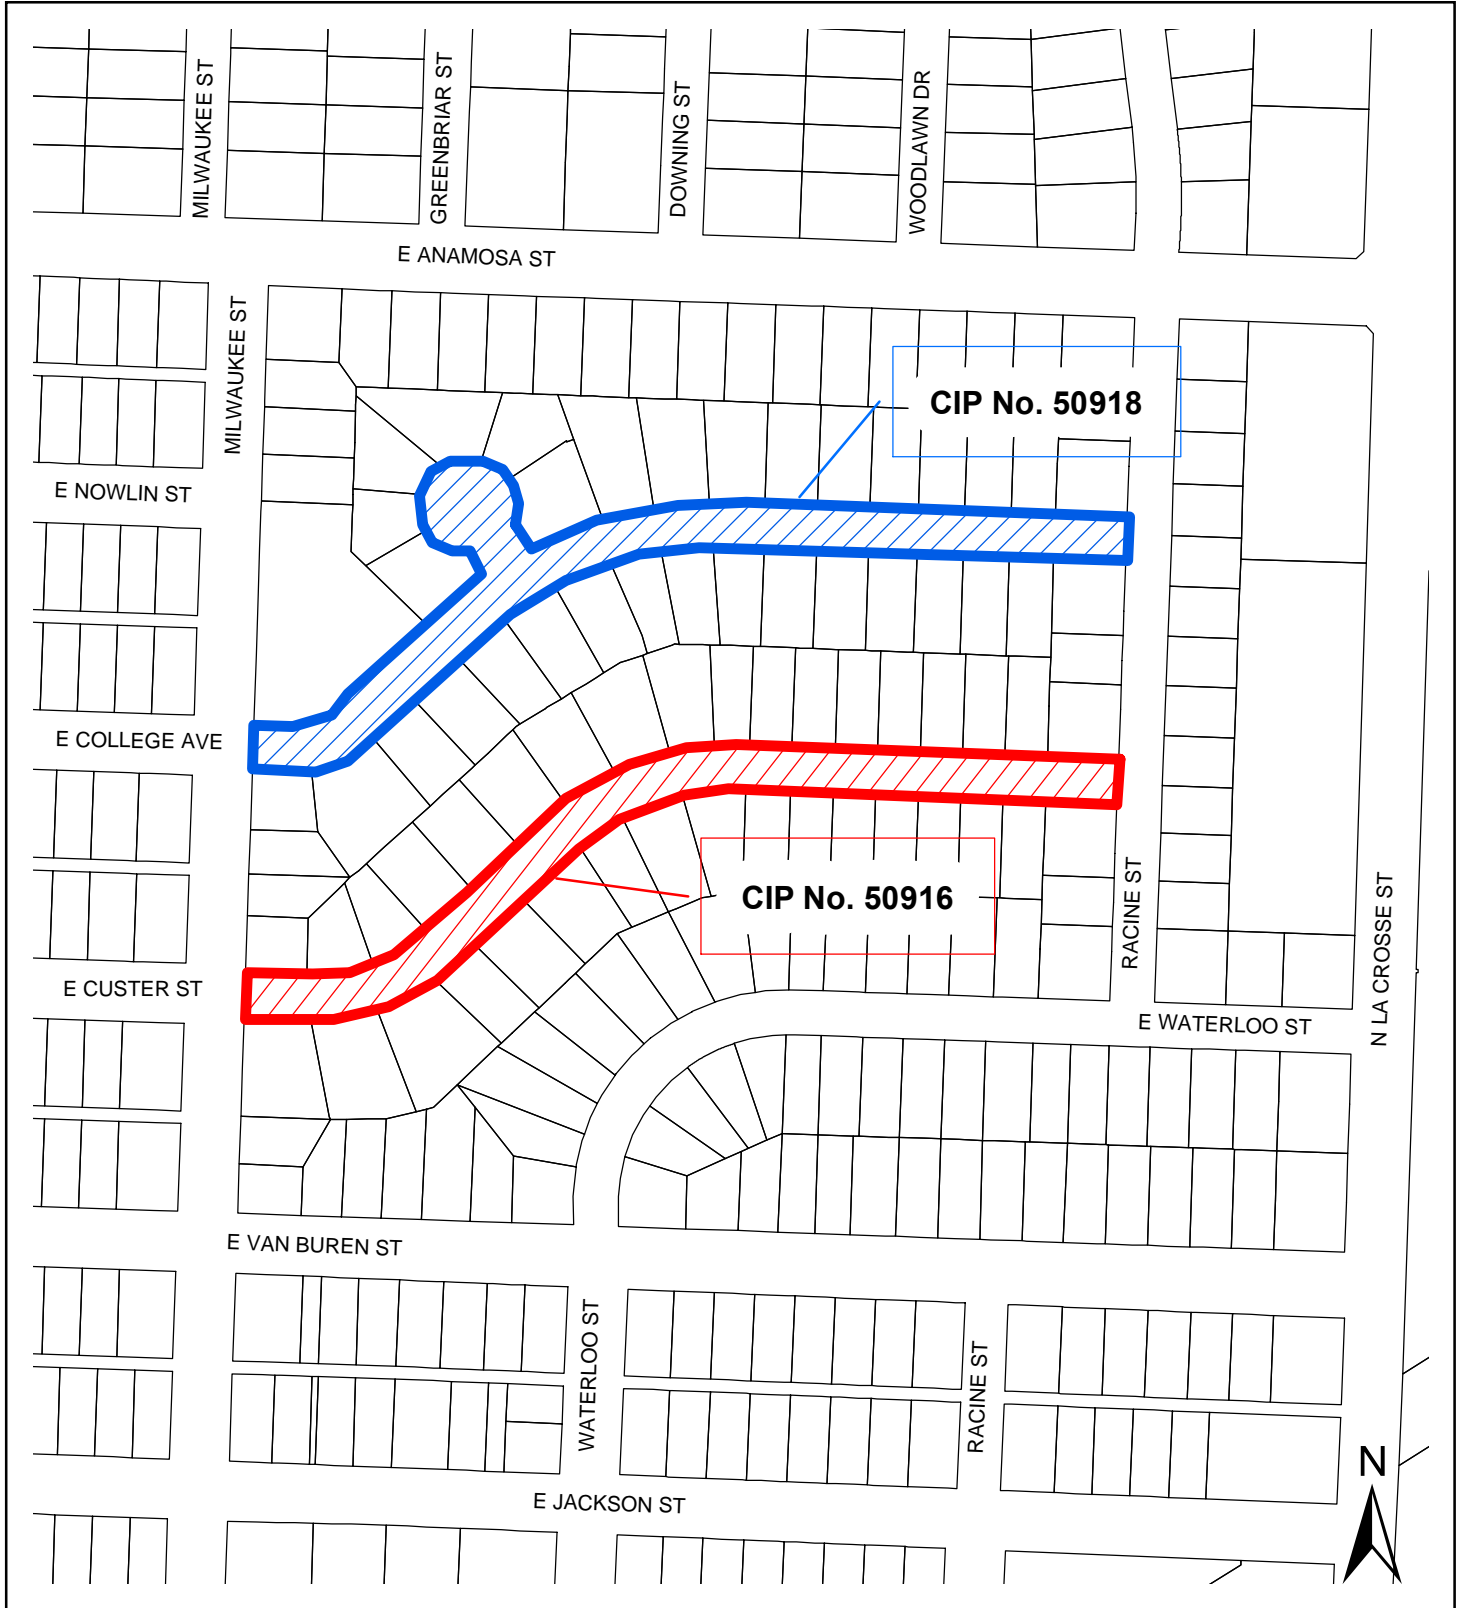 MILWAUKEE ST
GREENBRIAR ST
DOWNING ST
WOODLAWN DR
E ANAMOSA ST
MILWAUKEE ST
CIP No. 50918
E NOWLIN ST
E COLLEGE AVE
CIP No. 50916
RACINE ST
N LA CROSSE ST
E CUSTER ST
E WATERLOO ST
E VAN BUREN ST
WATERLOO ST
RACINE ST
N
E JACKSON ST